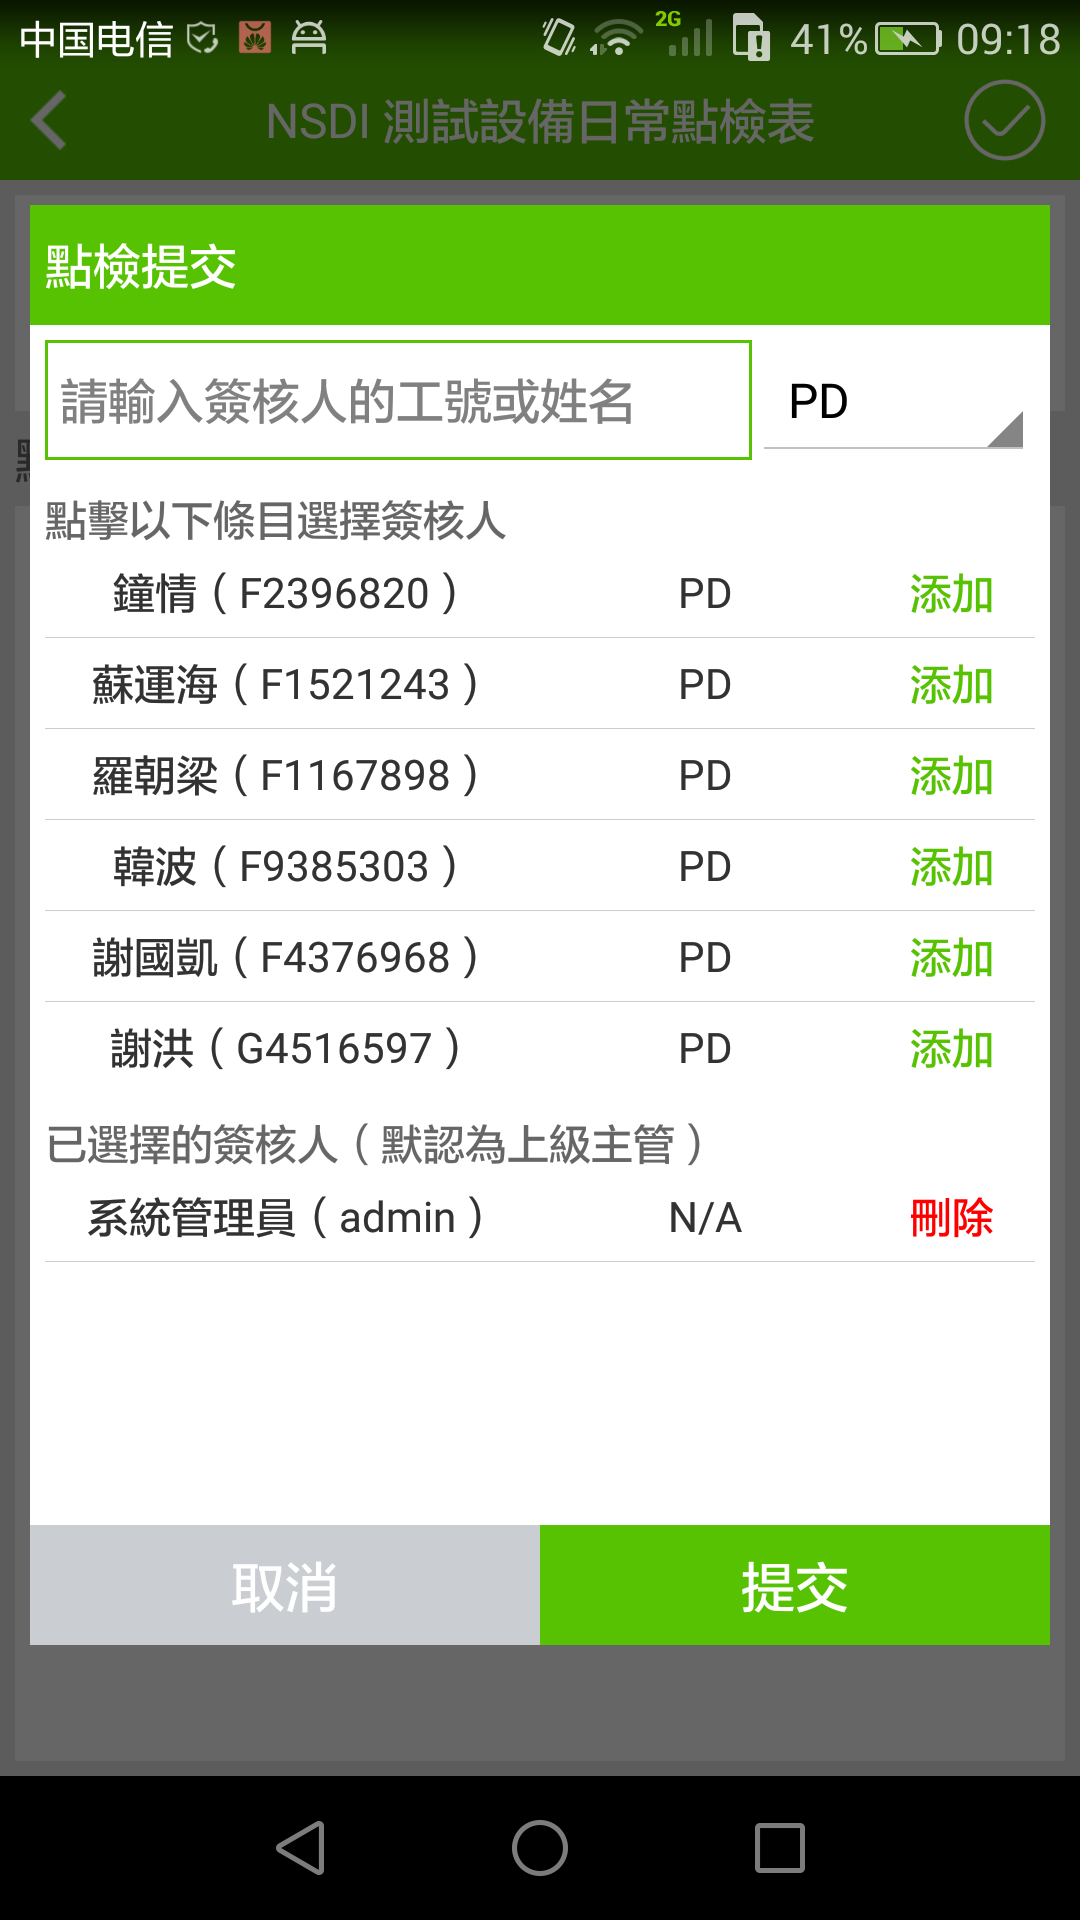 中国电信 2G 41% 09:18
NSDI 測試設備日常點檢表
點檢提交
請輸入簽核人的工號或姓名 PD
點擊以下條目選擇簽核人
鐘情（F2396820） PD 添加
蘇運海（F1521243） PD 添加
羅朝梁（F1167898） PD 添加
韓波（F9385303） PD 添加
謝國凱（F4376968） PD 添加
謝洪（G4516597） PD 添加
已選擇的簽核人（默認為上級主管）
系統管理員（admin） N/A 刪除
取消 提交